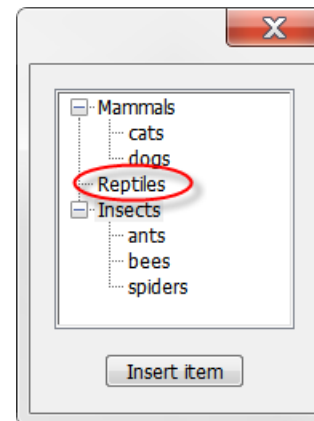 Mammals
cats
dogs
Reptiles
Insects
ants
bees
spiders
Insert item